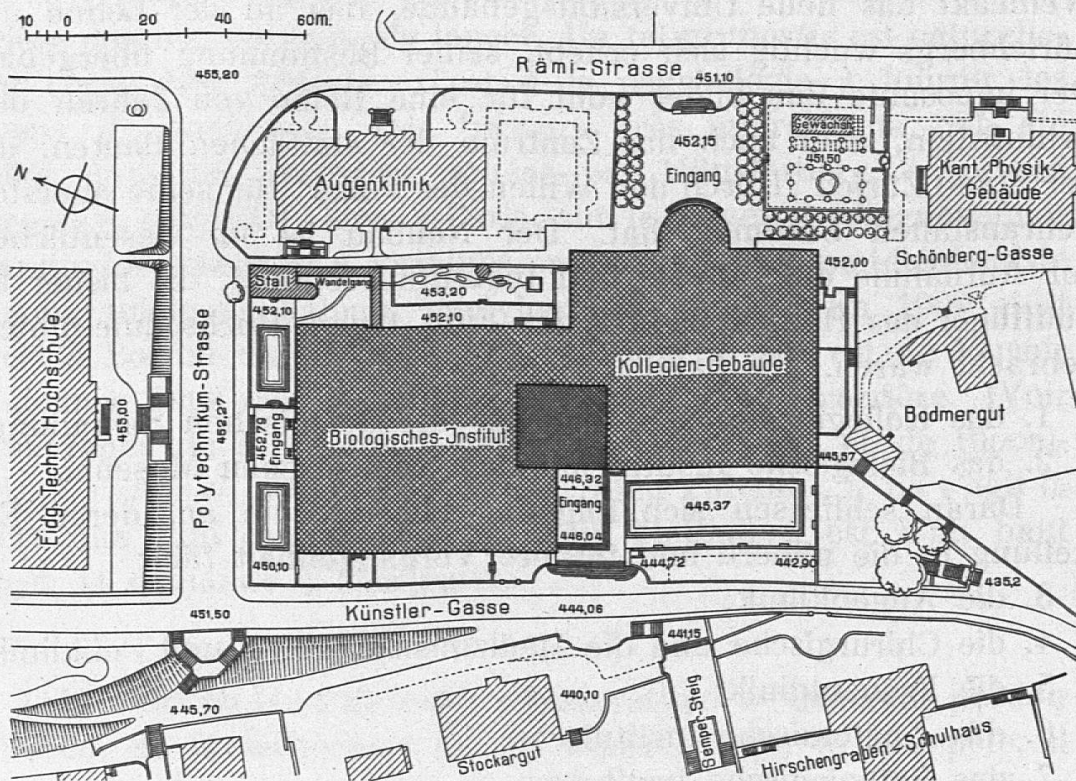 10 0 20 40 60m.
Rämi-Strasse
455,20
451,10
N
Augenklinik
452,15
Eingang
Gewächsh.
451,50
Kant. Physik-
Gebäude
Schönberg-Gasse
452,00
Stall
Wandelgang
453,20
452,10
452,10
Eidg. Techn. Hochschule
455,00
Polytechnikum-Strasse
452,27
452,79
Eingang
Kollegien-Gebäude
Biologisches-Institut
Bodmergut
445,57
446,32
Eingang
446,04
445,37
450,10
444,72
442,90
435,2
451,50
Künstler-Gasse
444,06
441,15
445,70
440,10
Stockargut
Semper-Steig
Hirschengraben-Schulhaus